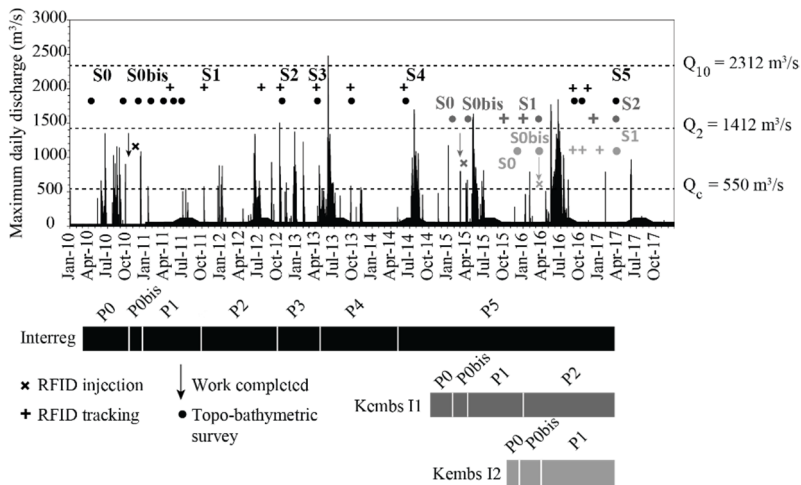 Maximum daily discharge (m³/s)
3000
2500
2000
1500
1000
500
0
S0 S0bis S1 S2 S3 S4 S5
S0 S0bis S1 S2
S0bis S1
S0
Q10 = 2312 m³/s
Q2 = 1412 m³/s
Qc = 550 m³/s
Jan-10
Apr-10
Jul-10
Oct-10
Jan-11
Apr-11
Jul-11
Oct-11
Jan-12
Apr-12
Jul-12
Oct-12
Jan-13
Apr-13
Jul-13
Oct-13
Jan-14
Apr-14
Jul-14
Oct-14
Jan-15
Apr-15
Jul-15
Oct-15
Jan-16
Apr-16
Jul-16
Oct-16
Jan-17
Apr-17
Jul-17
Oct-17
P0 P0bis P1 P2 P3 P4 P5
Interreg
RFID injection
Work completed
RFID tracking
Topo-bathymetric
survey
P0 P0bis P1 P2
Kembs I1
P0 P0bis P1
Kembs I2